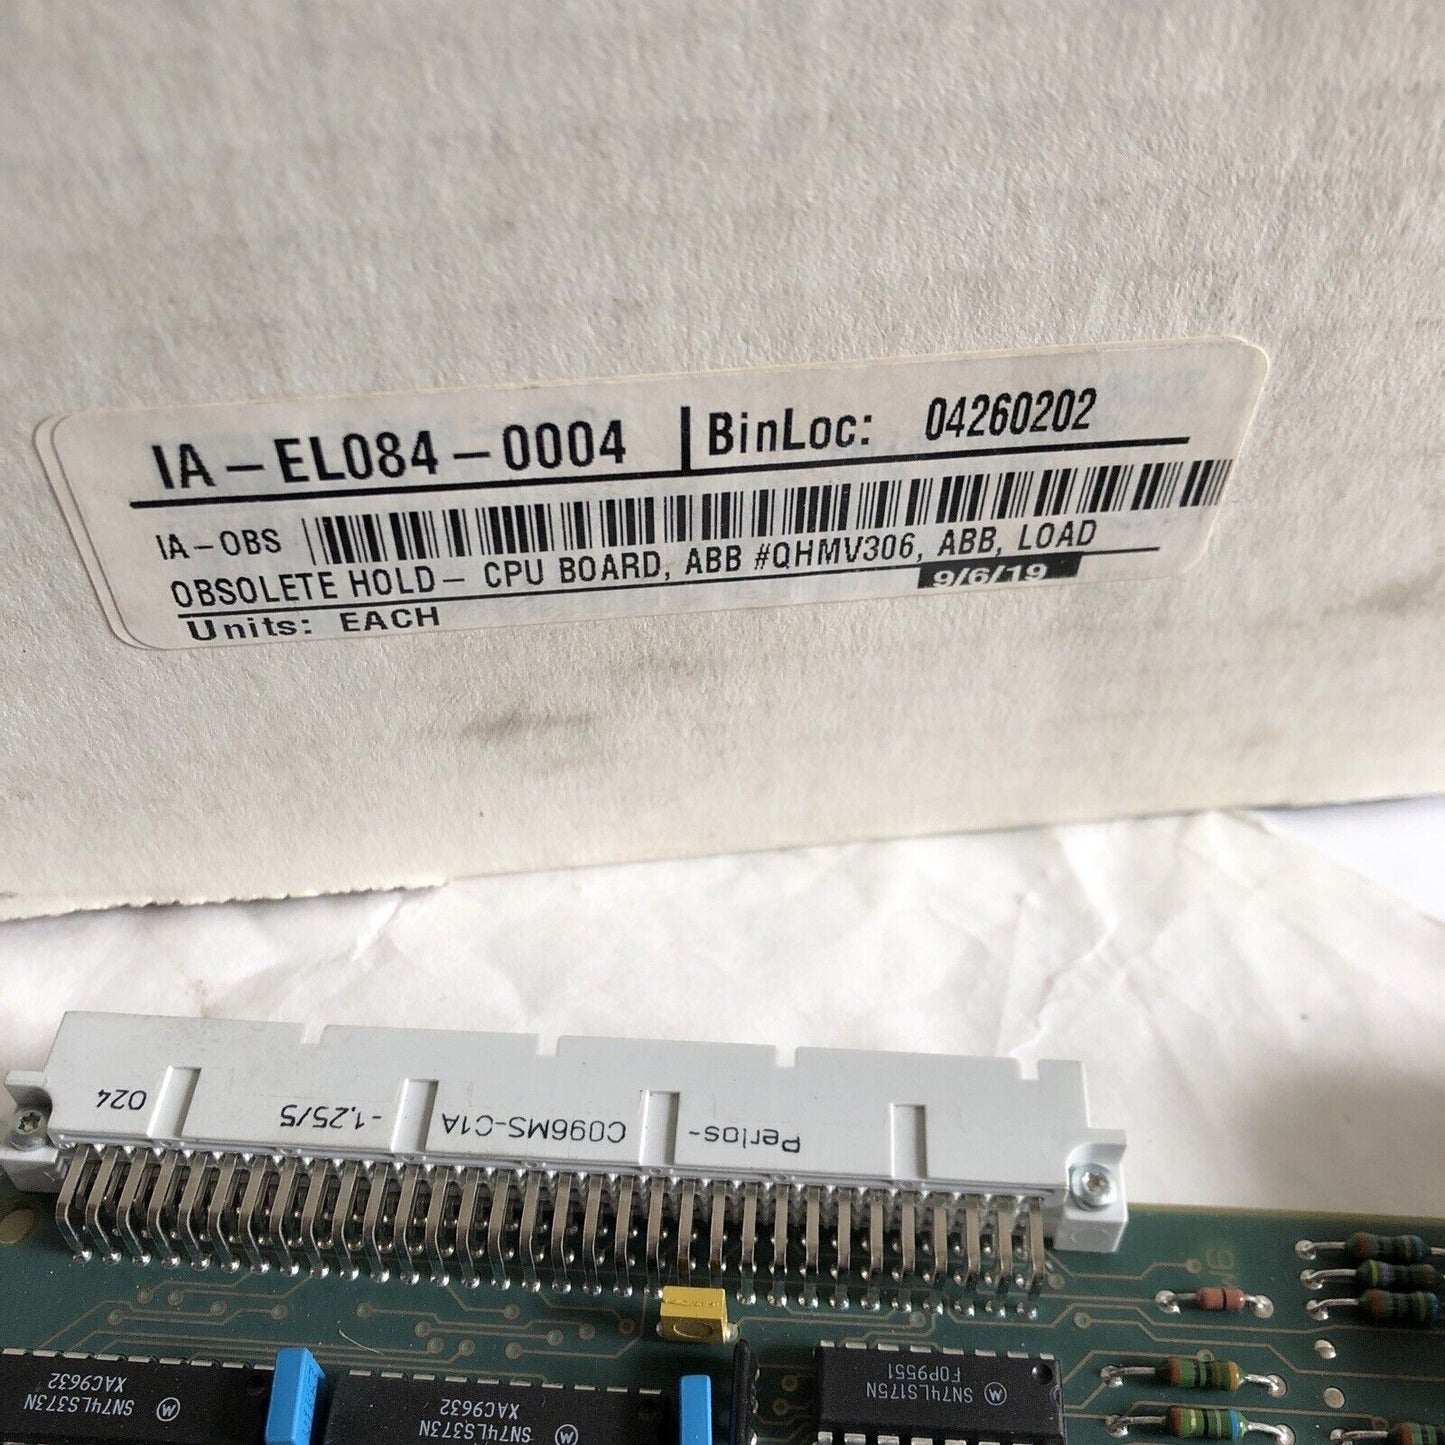 IA-EL084-0004 BinLoc: 04260202
IA-OBS
OBSOLETE HOLD- CPU BOARD, ABB #QHMV306, ABB, LOAD
9/6/19
Units: EACH
Perlos- C096MS-C1A -1,25/5 024
SN74LS373N
XAC9632
SN74LS373N
XAC9632
SN74LS175N
F0P9551